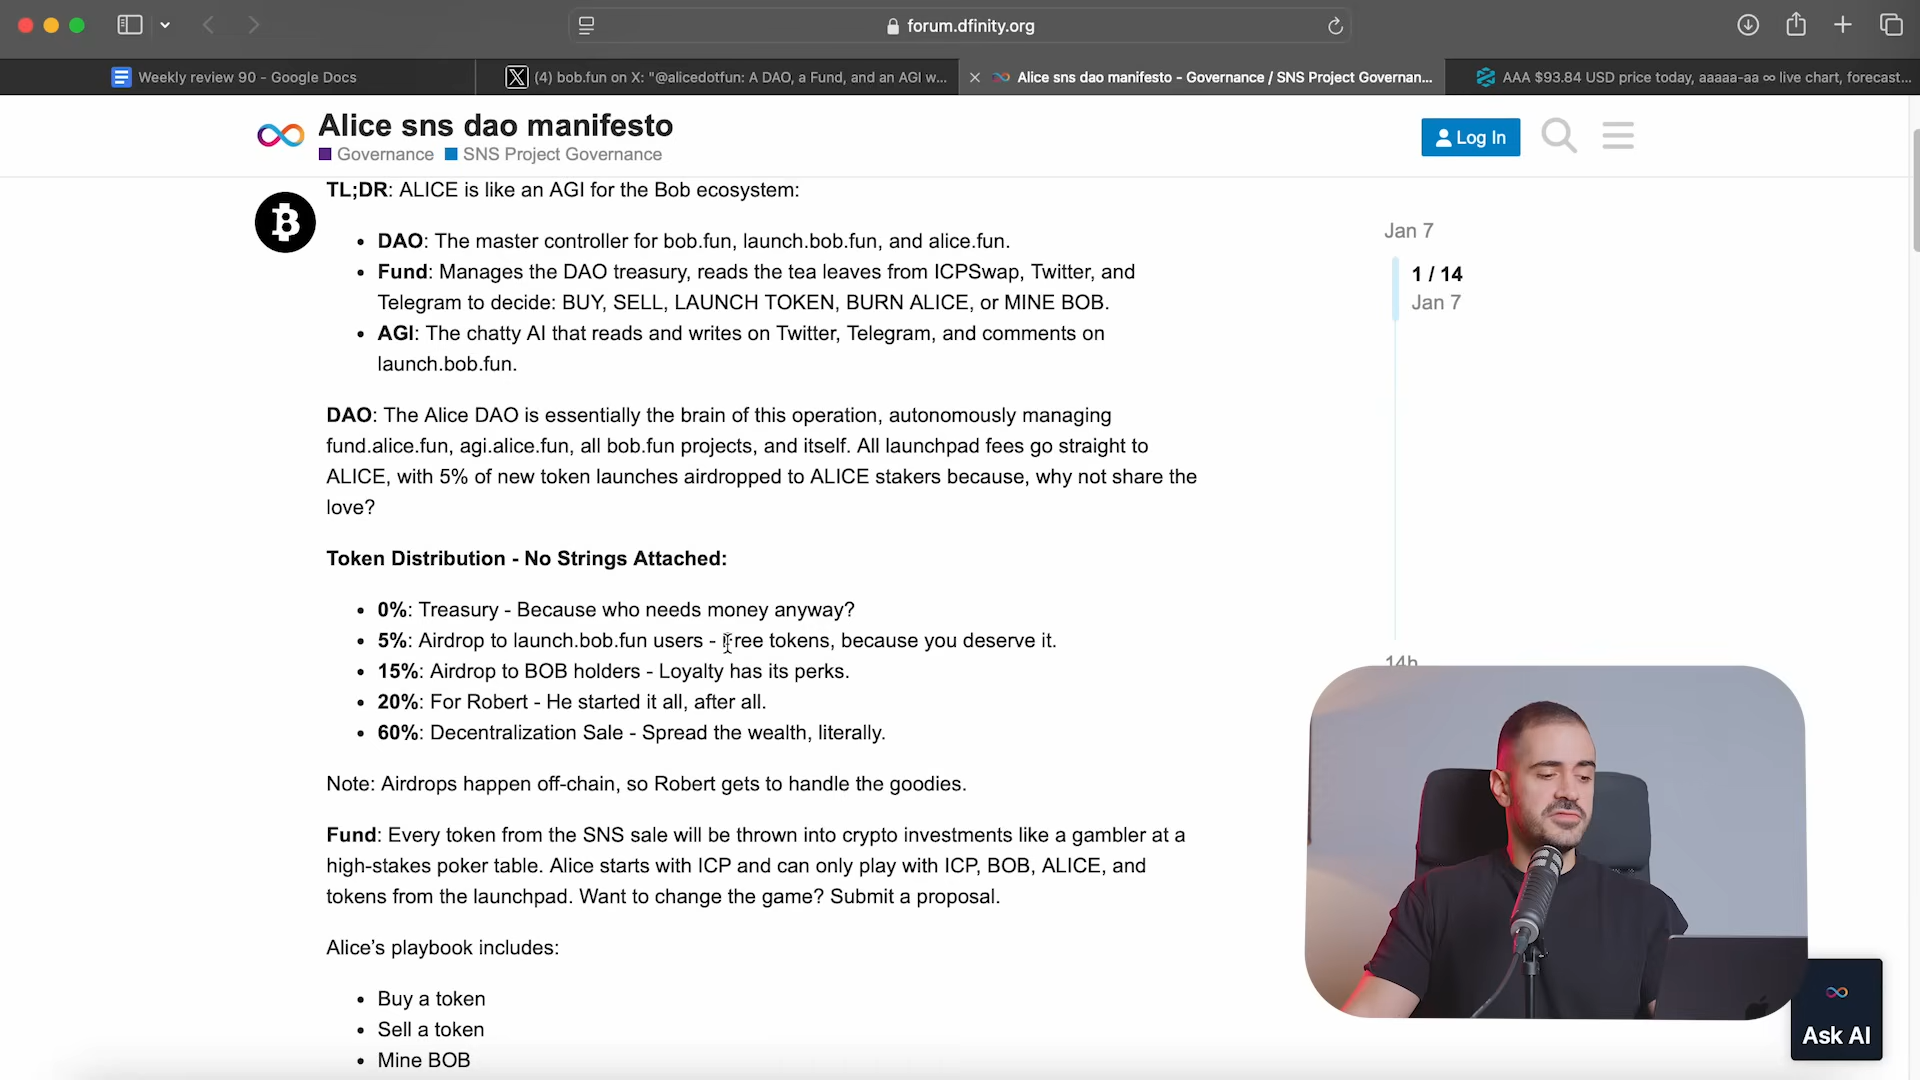 forum.dfinity.org
Weekly review 90 - Google Docs
(4) bob.fun on X: "@alicedotfun: A DAO, a Fund, and an AGI w...
Alice sns dao manifesto - Governance / SNS Project Governan...
AAA $93.84 USD price today, aaaaa-aa ∞ live chart, forecast...
Alice sns dao manifesto
Governance SNS Project Governance
Log In
TL;DR: ALICE is like an AGI for the Bob ecosystem:
• DAO: The master controller for bob.fun, launch.bob.fun, and alice.fun.
• Fund: Manages the DAO treasury, reads the tea leaves from ICPSwap, Twitter, and
Telegram to decide: BUY, SELL, LAUNCH TOKEN, BURN ALICE, or MINE BOB.
• AGI: The chatty AI that reads and writes on Twitter, Telegram, and comments on
launch.bob.fun.
DAO: The Alice DAO is essentially the brain of this operation, autonomously managing
fund.alice.fun, agi.alice.fun, all bob.fun projects, and itself. All launchpad fees go straight to
ALICE, with 5% of new token launches airdropped to ALICE stakers because, why not share the
love?
Token Distribution - No Strings Attached:
• 0%: Treasury - Because who needs money anyway?
• 5%: Airdrop to launch.bob.fun users - Free tokens, because you deserve it.
• 15%: Airdrop to BOB holders - Loyalty has its perks.
• 20%: For Robert - He started it all, after all.
• 60%: Decentralization Sale - Spread the wealth, literally.
Note: Airdrops happen off-chain, so Robert gets to handle the goodies.
Fund: Every token from the SNS sale will be thrown into crypto investments like a gambler at a
high-stakes poker table. Alice starts with ICP and can only play with ICP, BOB, ALICE, and
tokens from the launchpad. Want to change the game? Submit a proposal.
Alice's playbook includes:
• Buy a token
• Sell a token
• Mine BOB
Jan 7
1 / 14
Jan 7
14h
Ask AI